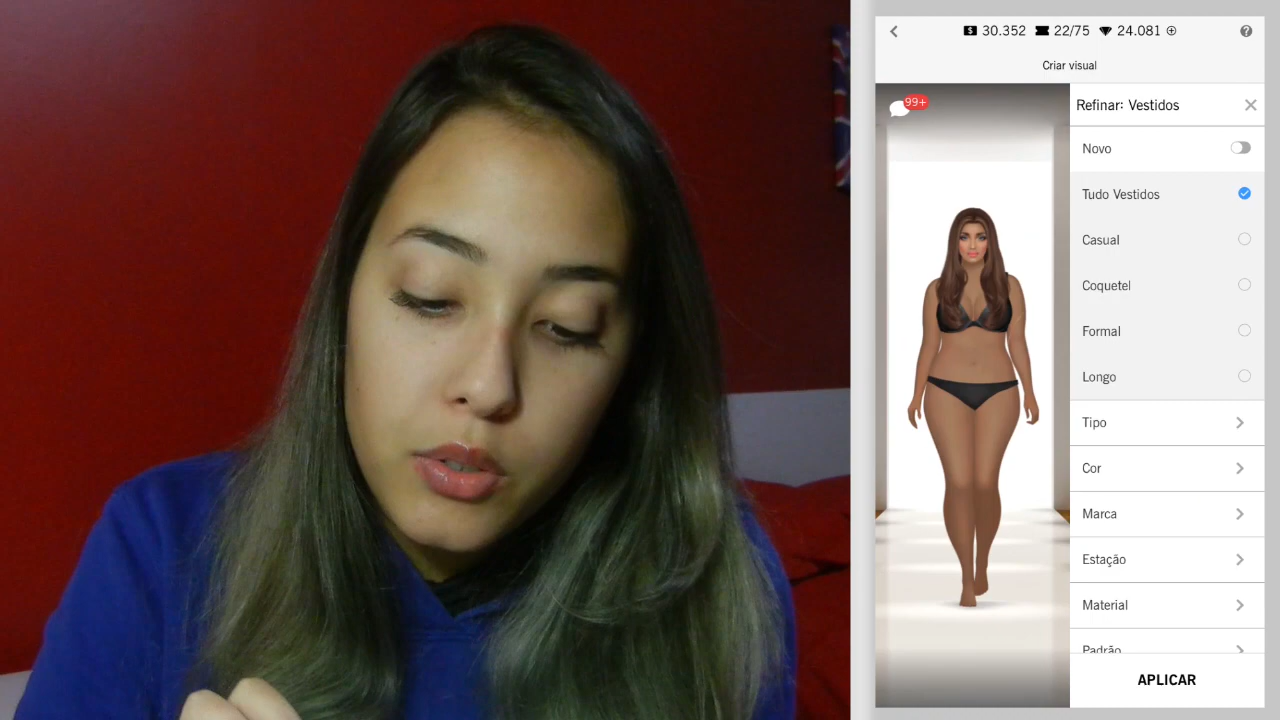 $ 30.352 22/75 24.081
Criar visual
99+
Refinar: Vestidos
Novo
Tudo Vestidos
Casual
Coquetel
Formal
Longo
Tipo
Cor
Marca
Estação
Material
Padrão
APLICAR